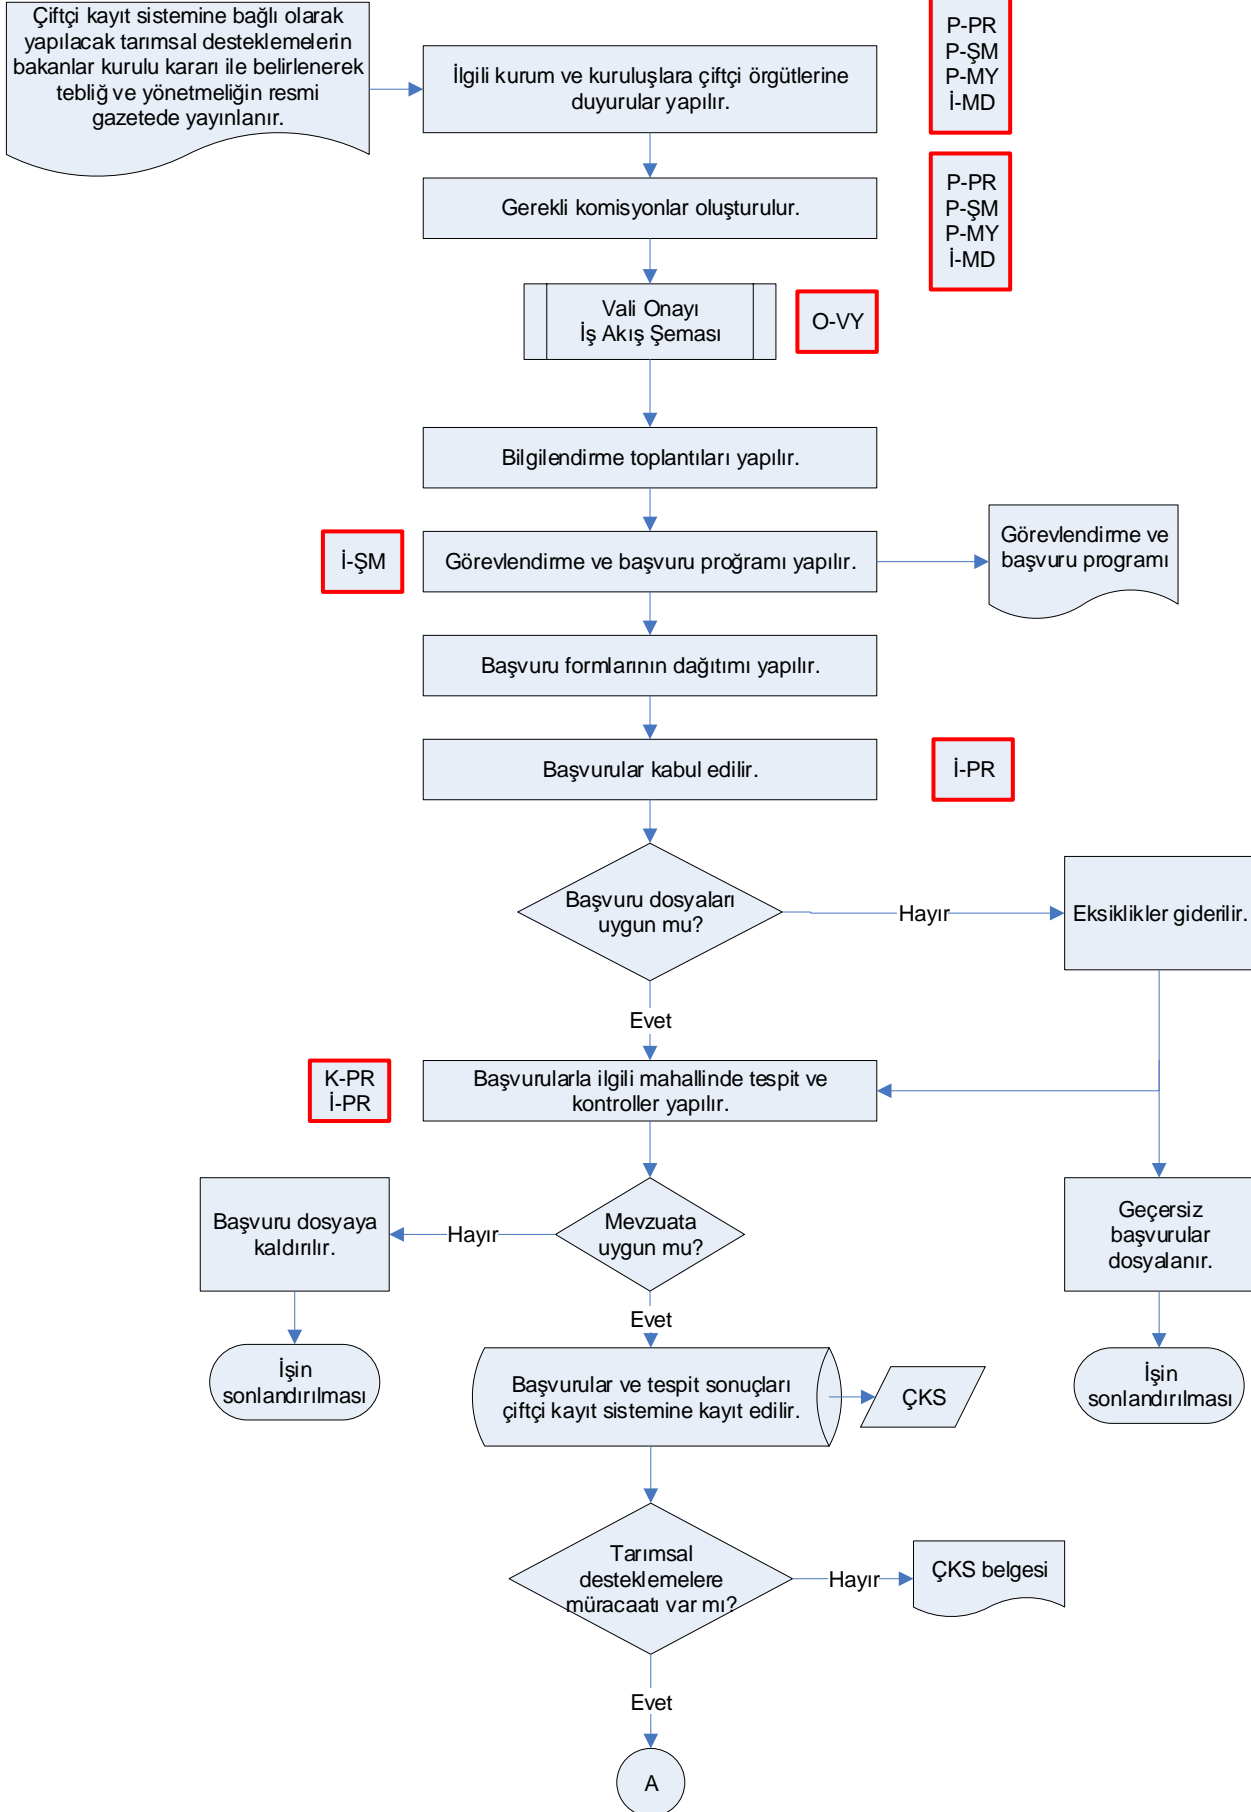 Çiftçi kayıt sistemine bağlı olarak
yapılacak tarımsal desteklemelerin
bakanlar kurulu kararı ile belirlenerek
tebliğ ve yönetmeliğin resmi
gazetede yayınlanır.
İlgili kurum ve kuruluşlara çiftçi örgütlerine
duyurular yapılır.
P-PR
P-ŞM
P-MY
İ-MD
Gerekli komisyonlar oluşturulur.
P-PR
P-ŞM
P-MY
İ-MD
Vali Onayı
İş Akış Şeması
O-VY
Bilgilendirme toplantıları yapılır.
İ-ŞM
Görevlendirme ve başvuru proğramı yapılır.
Görevlendirme ve
başvuru programı
Başvuru formlarının dağıtımı yapılır.
Başvurular kabul edilir.
İ-PR
Başvuru dosyaları
uygun mu?
Hayır
Eksiklikler giderilir.
Evet
K-PR
İ-PR
Başvurularla ilgili mahallinde tespit ve
kontroller yapılır.
Başvuru dosyaya
kaldırılır.
Hayır
Mevzuata
uygun mu?
Geçersiz
başvurular
dosyalanır.
Evet
İşin
sonlandırılması
Başvurular ve tespit sonuçları
çiftçi kayıt sistemine kayıt edilir.
ÇKS
İşin
sonlandırılması
Tarımsal
desteklemelere
müracaatı var mı?
Hayır
ÇKS belgesi
Evet
A